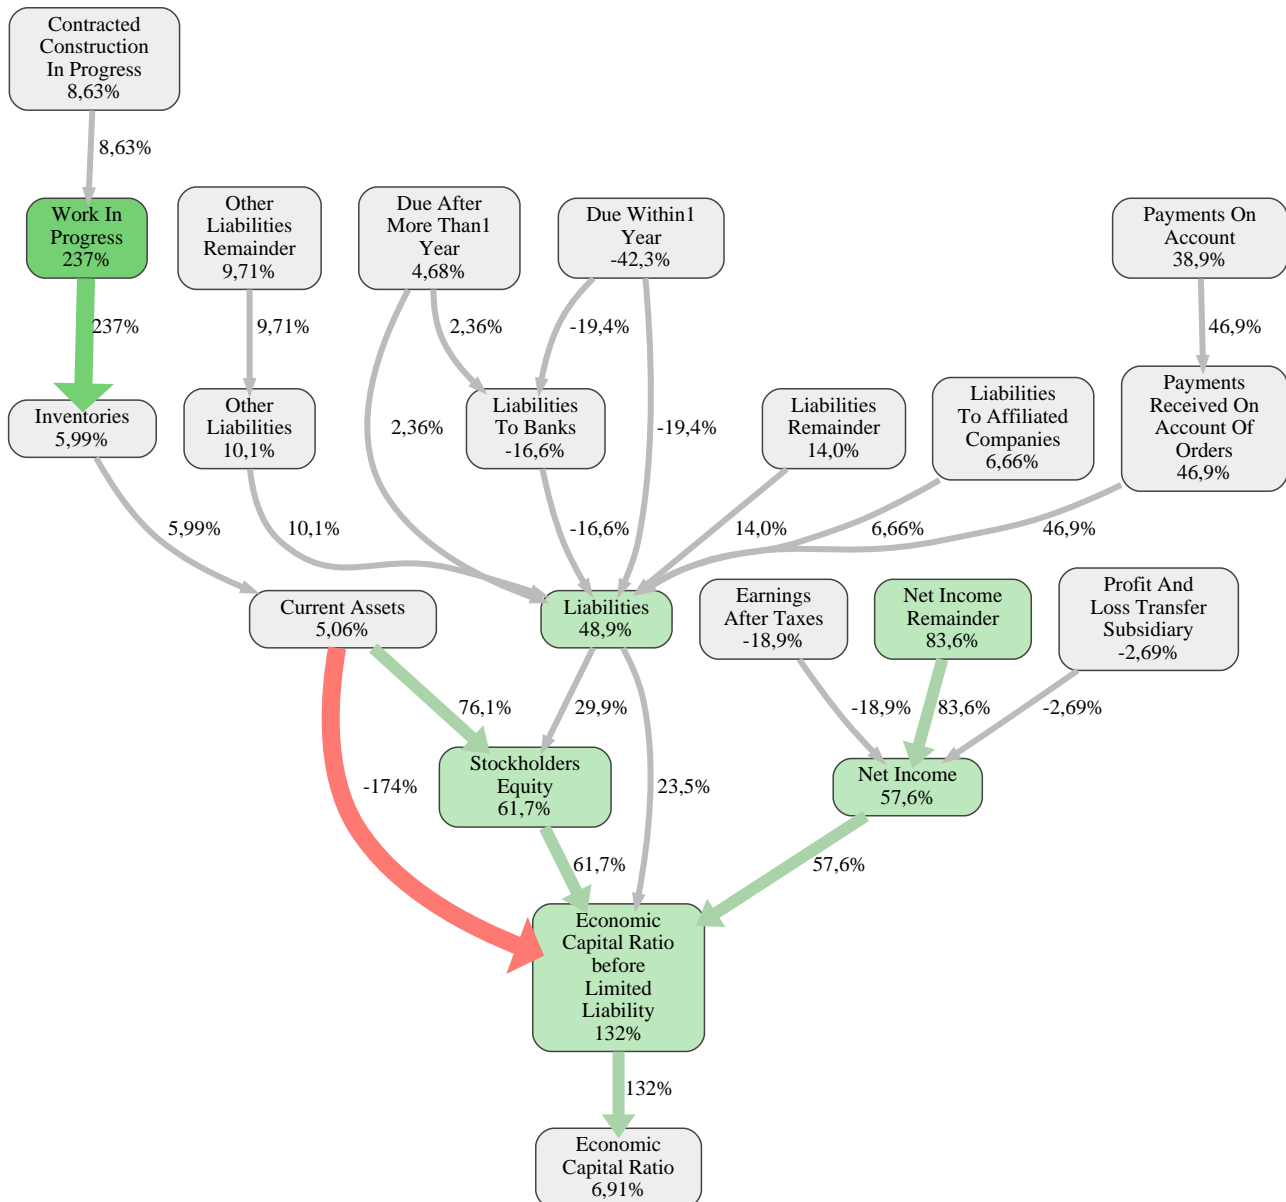 Contracted
Construction
In Progress
8,63%
8,63%
Work In
Progress
237%
Other
Liabilities
Remainder
9,71%
Due After
More Than1
Year
4,68%
Due Within1
Year
-42,3%
Payments On
Account
38,9%
237%
9,71%
2,36%
-19,4%
46,9%
Inventories
5,99%
Other
Liabilities
10,1%
2,36%
Liabilities
To Banks
-16,6%
-19,4%
Liabilities
Remainder
14,0%
Liabilities
To Affiliated
Companies
6,66%
Payments
Received On
Account Of
Orders
46,9%
5,99%
10,1%
-16,6%
14,0%
6,66%
46,9%
Current Assets
5,06%
Liabilities
48,9%
Earnings
After Taxes
-18,9%
Net Income
Remainder
83,6%
Profit And
Loss Transfer
Subsidiary
-2,69%
76,1%
29,9%
-18,9%
83,6%
-2,69%
-174%
Stockholders
Equity
61,7%
23,5%
Net Income
57,6%
61,7%
57,6%
Economic
Capital Ratio
before
Limited
Liability
132%
132%
Economic
Capital Ratio
6,91%